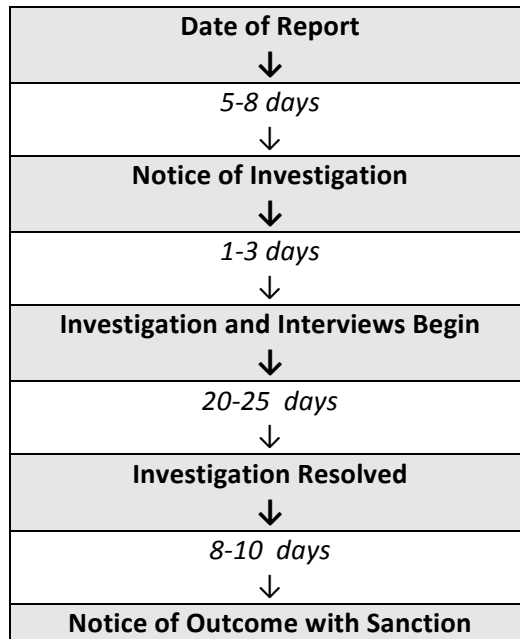 Date of Report
↓
5-8 days
↓
Notice of Investigation
↓
1-3 days
↓
Investigation and Interviews Begin
↓
20-25 days
↓
Investigation Resolved
↓
8-10 days
↓
Notice of Outcome with Sanction